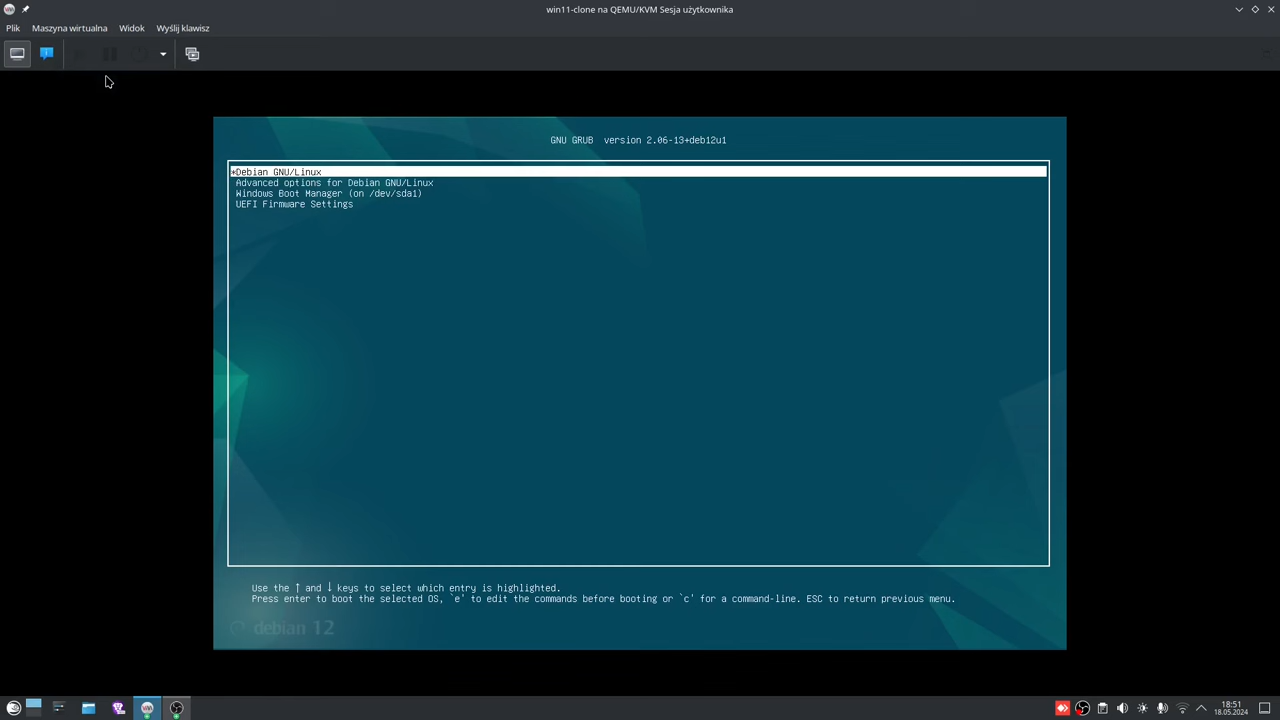 win11-clone na QEMU/KVM Sesja użytkownika
Plik Maszyna wirtualna Widok Wyślij klawisz
GNU GRUB version 2.06-13+deb12u1
*Debian GNU/Linux
Advanced options for Debian GNU/Linux
Windows Boot Manager (on /dev/sda1)
UEFI Firmware Settings
Use the ↑ and ↓ keys to select which entry is highlighted.
Press enter to boot the selected OS, `e' to edit the commands before booting or `c' for a command-line. ESC to return previous menu.
debian 12
18:51
18.05.2024